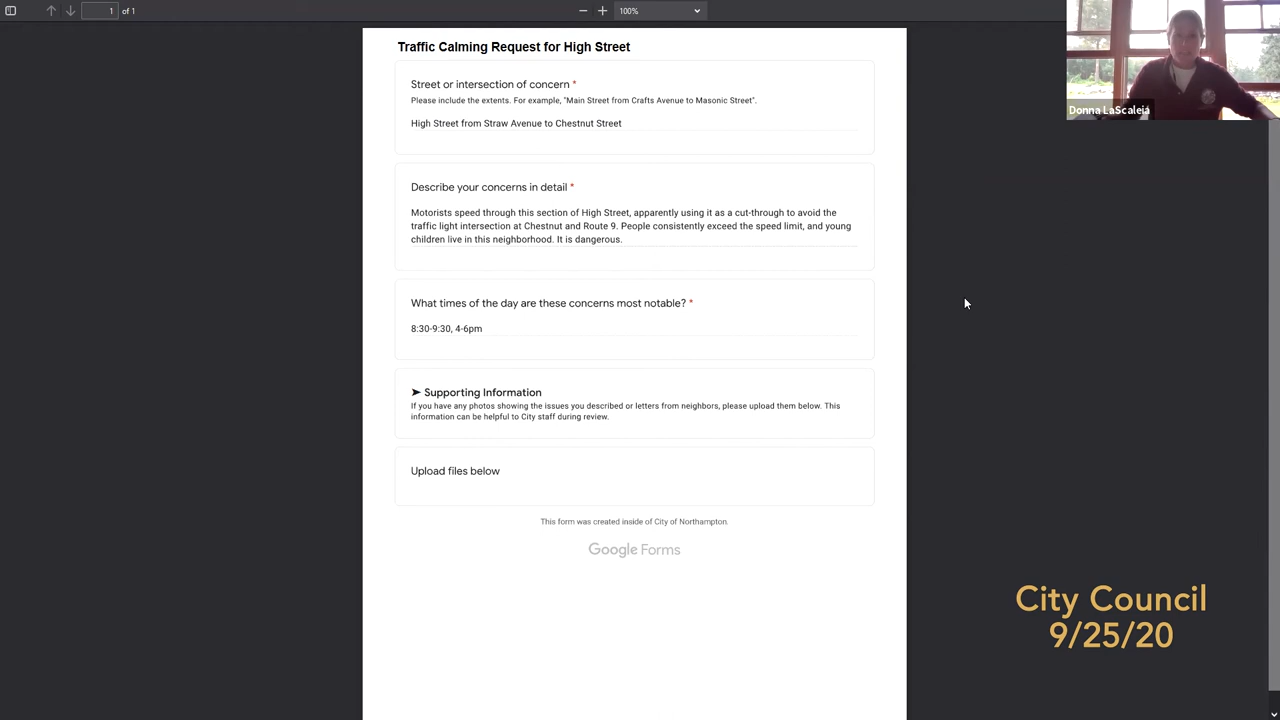 1 of 1
100%
Traffic Calming Request for High Street
Street or intersection of concern *
Please include the extents. For example, "Main Street from Crafts Avenue to Masonic Street".
High Street from Straw Avenue to Chestnut Street
Describe your concerns in detail *
Motorists speed through this section of High Street, apparently using it as a cut-through to avoid the
traffic light intersection at Chestnut and Route 9. People consistently exceed the speed limit, and young
children live in this neighborhood. It is dangerous.
What times of the day are these concerns most notable? *
8:30-9:30, 4-6pm
➤ Supporting Information
If you have any photos showing the issues you described or letters from neighbors, please upload them below. This
information can be helpful to City staff during review.
Upload files below
This form was created inside of City of Northampton.
Google Forms
Donna LaScaleia
City Council
9/25/20